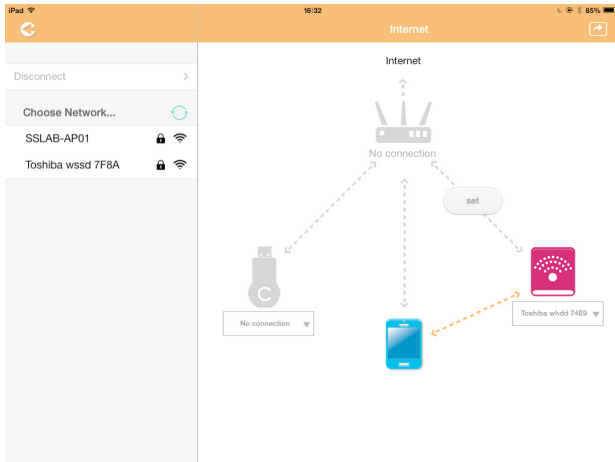 iPad
16:32
85%
Internet
Disconnect
Choose Network...
SSLAB-AP01
Toshiba wssd 7F8A
Internet
No connection
set
C
No connection
Toshiba whdd 74E9